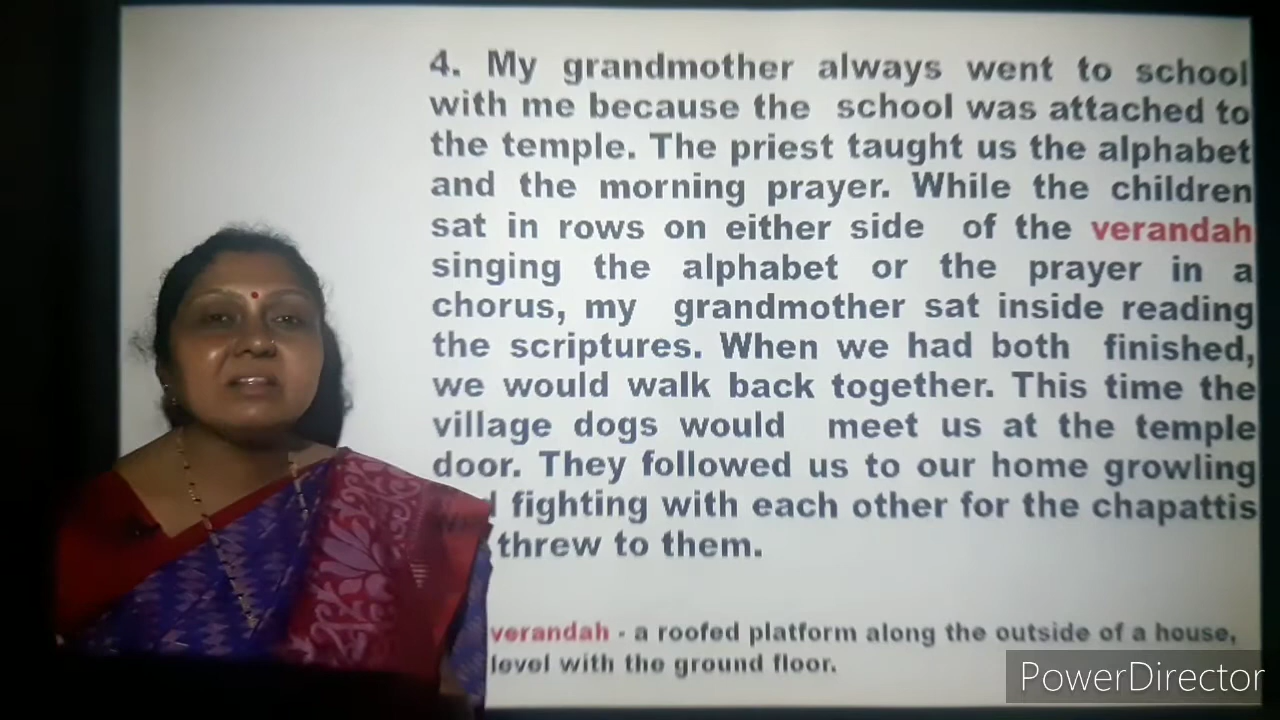 4. My grandmother always went to school
with me because the school was attached to
the temple. The priest taught us the alphabet
and the morning prayer. While the children
sat in rows on either side of the verandah
singing the alphabet or the prayer in a
chorus, my grandmother sat inside reading
the scriptures. When we had both finished,
we would walk back together. This time the
village dogs would meet us at the temple
door. They followed us to our home growling
fighting with each other for the chapattis
threw to them.
verandah - a roofed platform along the outside of a house,
level with the ground floor.
PowerDirector